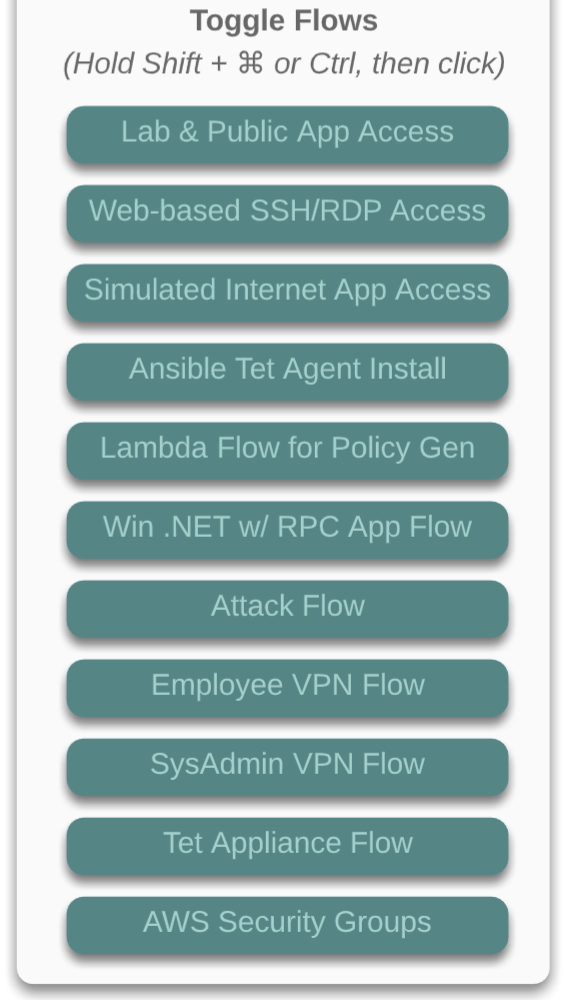 Toggle Flows
(Hold Shift + ⌘ or Ctrl, then click)
Lab & Public App Access
Web-based SSH/RDP Access
Simulated Internet App Access
Ansible Tet Agent Install
Lambda Flow for Policy Gen
Win .NET w/ RPC App Flow
Attack Flow
Employee VPN Flow
SysAdmin VPN Flow
Tet Appliance Flow
AWS Security Groups